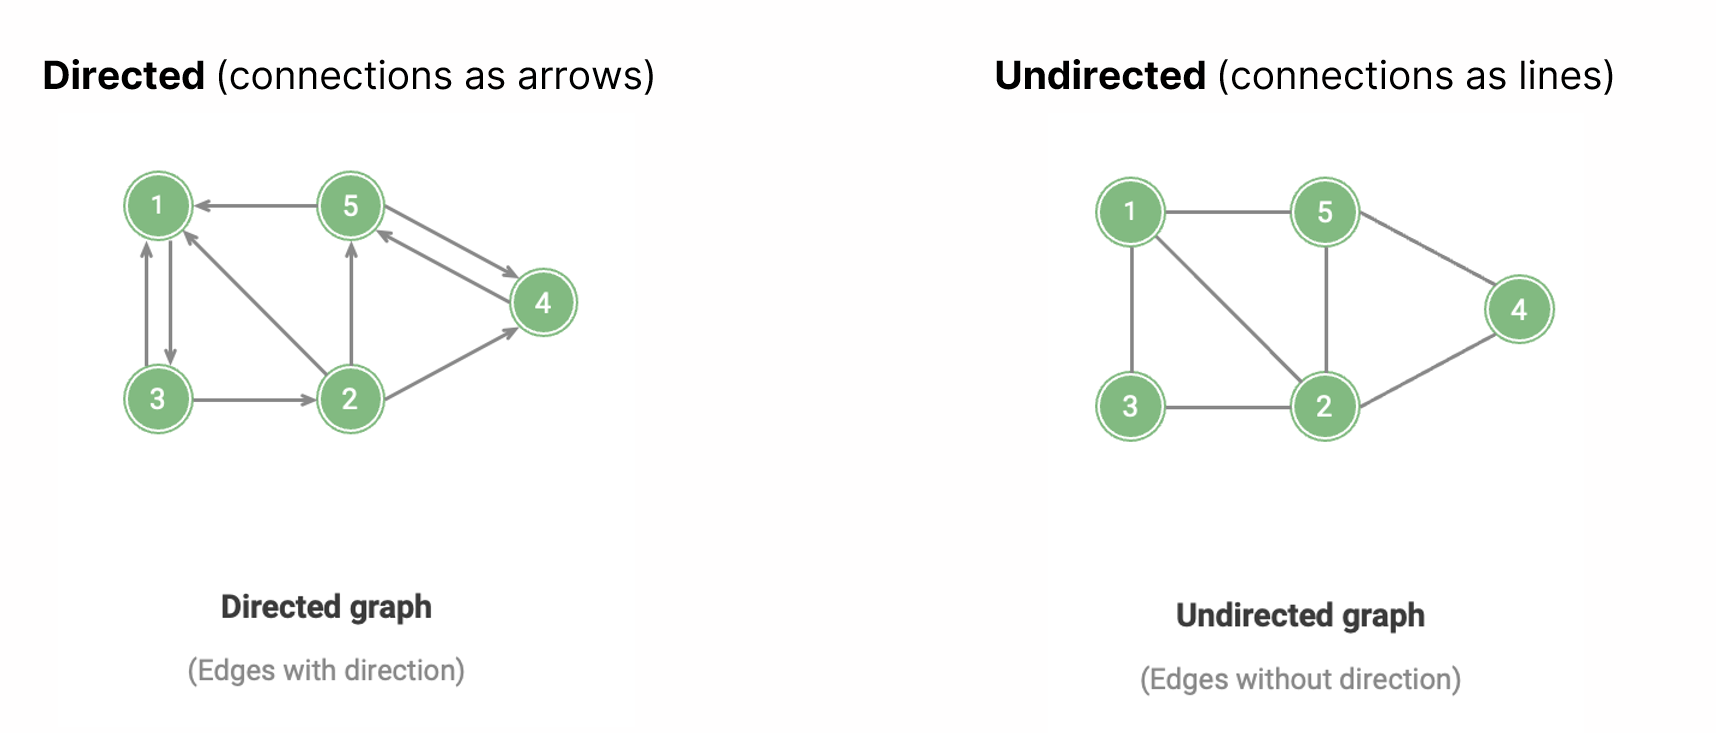 Directed (connections as arrows)
1
5
4
3
2
Directed graph
(Edges with direction)
Undirected (connections as lines)
1
5
4
3
2
Undirected graph
(Edges without direction)